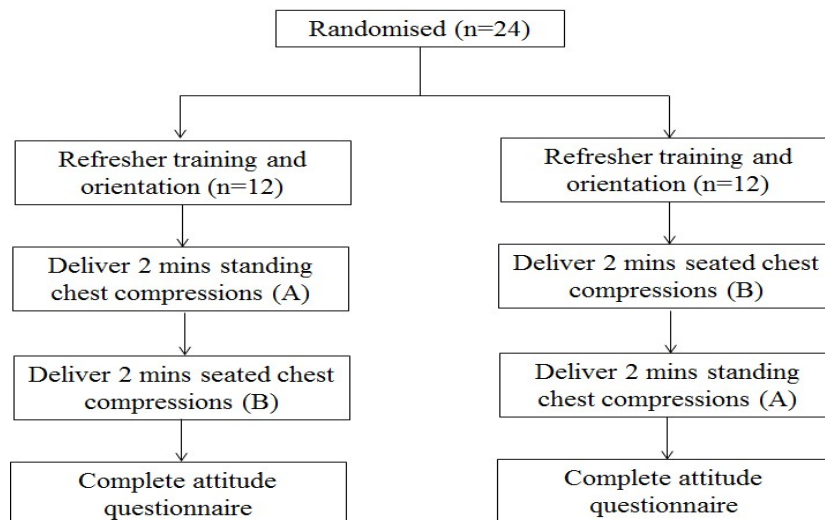 Randomised (n=24)
Refresher training and
orientation (n=12)
Deliver 2 mins standing
chest compressions (A)
Deliver 2 mins seated chest
compressions (B)
Complete attitude
questionnaire
Refresher training and
orientation (n=12)
Deliver 2 mins seated chest
compressions (B)
Deliver 2 mins standing
chest compressions (A)
Complete attitude
questionnaire